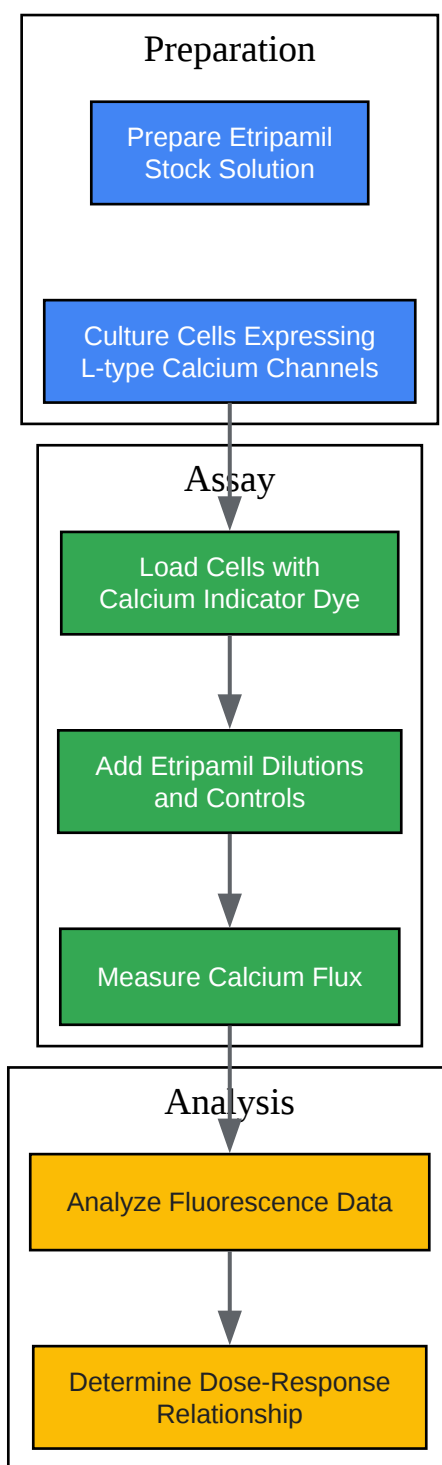 Preparation
Prepare Etripamil
Stock Solution
Culture Cells Expressing
L-type Calcium Channels
Assay
Load Cells with
Calcium Indicator Dye
Add Etripamil Dilutions
and Controls
Measure Calcium Flux
Analysis
Analyze Fluorescence Data
Determine Dose-Response
Relationship